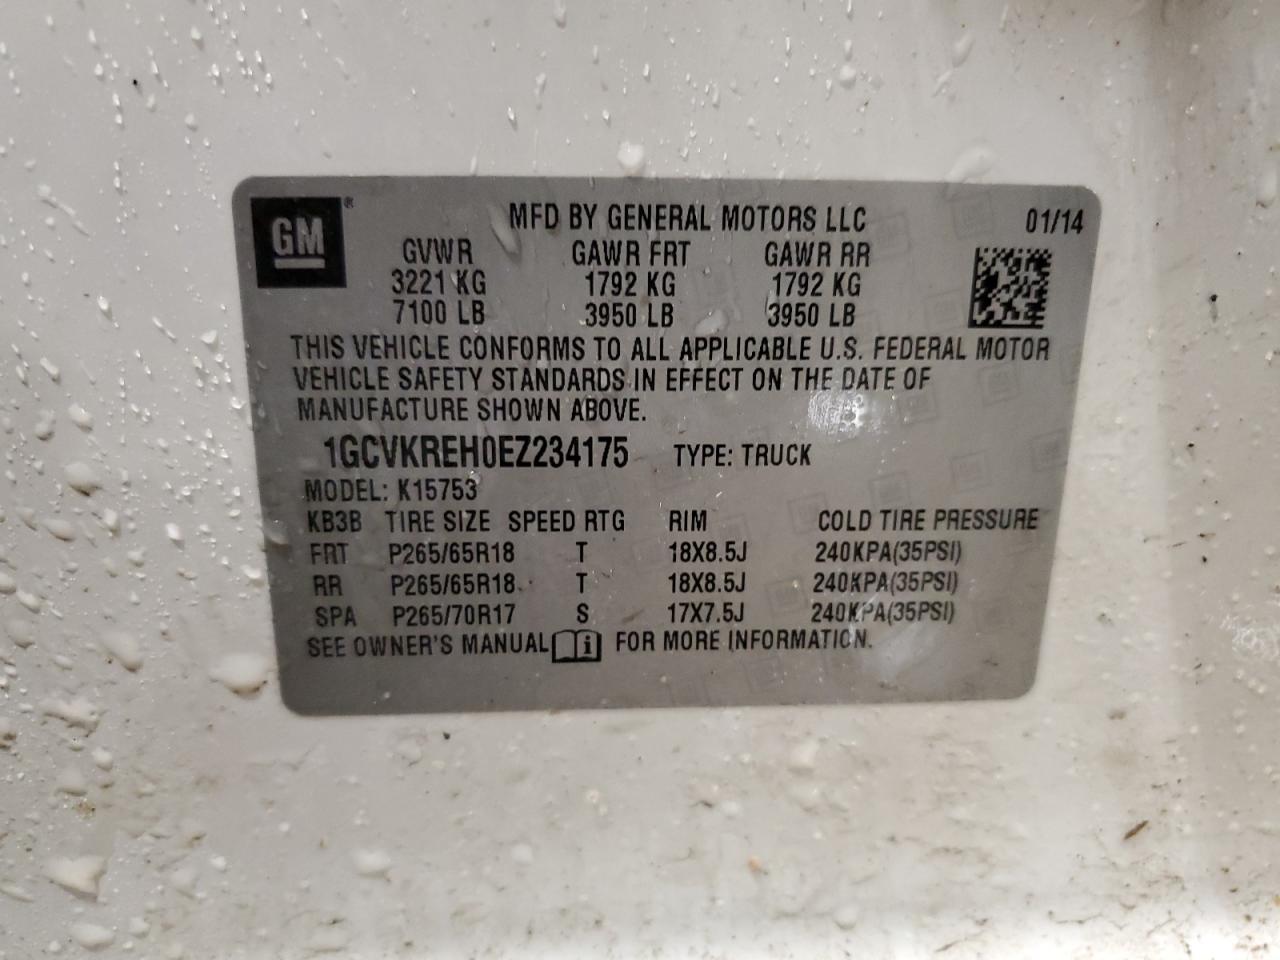 GM ®
MFD BY GENERAL MOTORS LLC 01/14
GVWR GAWR FRT GAWR RR
3221 KG 1792 KG 1792 KG
7100 LB 3950 LB 3950 LB
THIS VEHICLE CONFORMS TO ALL APPLICABLE U.S. FEDERAL MOTOR
VEHICLE SAFETY STANDARDS IN EFFECT ON THE DATE OF
MANUFACTURE SHOWN ABOVE.
1GCVKREH0EZ234175 TYPE: TRUCK
MODEL: K15753
KB3B TIRE SIZE SPEED RTG RIM COLD TIRE PRESSURE
FRT P265/65R18 T 18X8.5J 240KPA(35PSI)
RR P265/65R18 T 18X8.5J 240KPA(35PSI)
SPA P265/70R17 S 17X7.5J 240KPA(35PSI)
SEE OWNER'S MANUAL i FOR MORE INFORMATION.